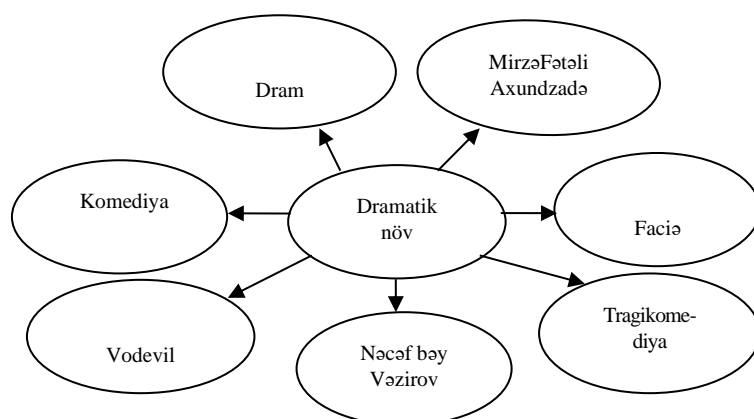 Dram
MirzəFətəli
Axundzadə
Komediya
Dramatik
növ
Faciə
Vodevil
Nəcəf bəy
Vəzirov
Tragikome-
diya